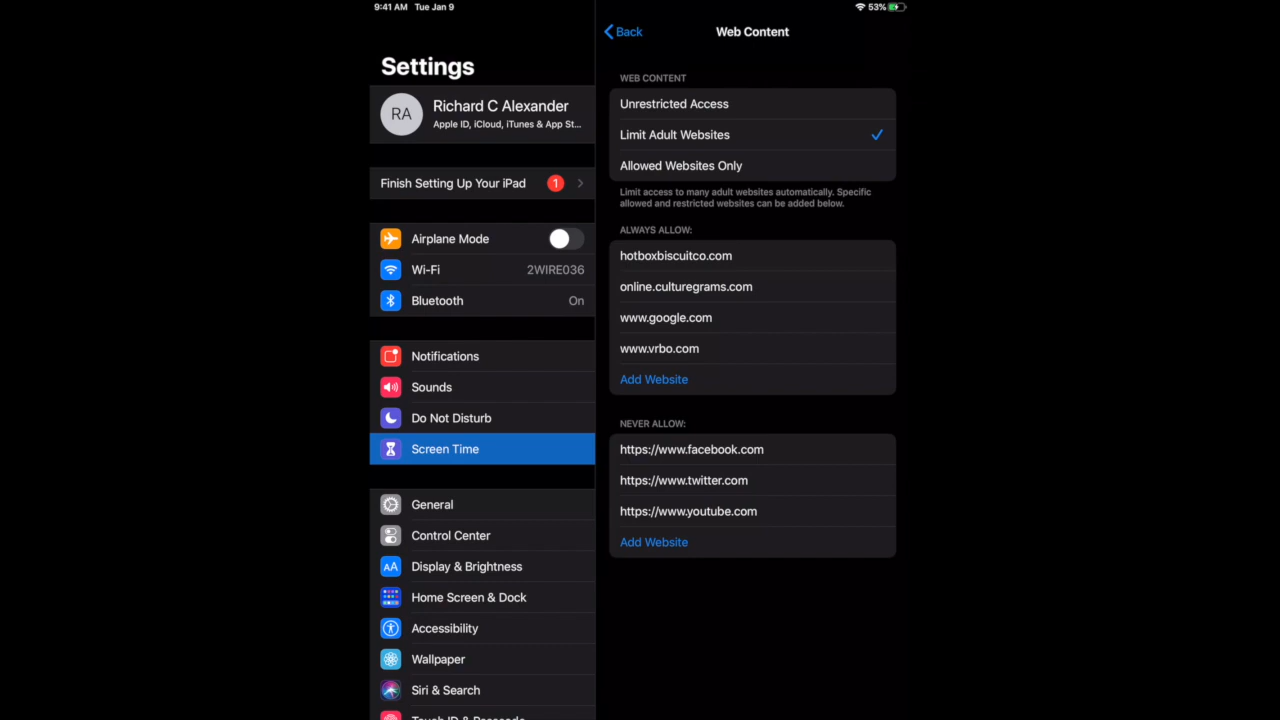 9:41 AM Tue Jan 9
53%
Settings
RA
Richard C Alexander
Apple ID, iCloud, iTunes & App St...
Finish Setting Up Your iPad 1
Airplane Mode
Wi-Fi 2WIRE036
Bluetooth On
Notifications
Sounds
Do Not Disturb
Screen Time
General
Control Center
AA Display & Brightness
Home Screen & Dock
Accessibility
Wallpaper
Siri & Search
Touch ID & Passcode
Back
Web Content
WEB CONTENT
Unrestricted Access
Limit Adult Websites
Allowed Websites Only
Limit access to many adult websites automatically. Specific
allowed and restricted websites can be added below.
ALWAYS ALLOW:
hotboxbiscuitco.com
online.culturegrams.com
www.google.com
www.vrbo.com
Add Website
NEVER ALLOW:
https://www.facebook.com
https://www.twitter.com
https://www.youtube.com
Add Website